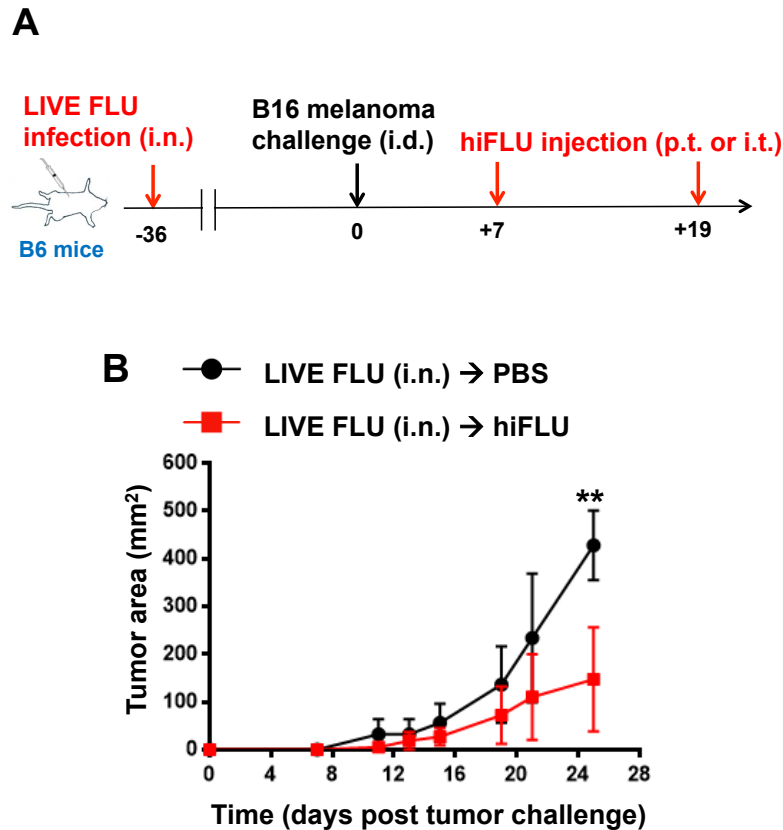 A
LIVE FLU
infection (i.n.)
B16 melanoma
challenge (i.d.)
hiFLU injection (p.t. or i.t.)
B6 mice
-36
0
+7
+19
B
LIVE FLU (i.n.) → PBS
LIVE FLU (i.n.) → hiFLU
600
500
400
300
200
100
0
**
Tumor area (mm²)
0 4 8 12 16 20 24 28
Time (days post tumor challenge)